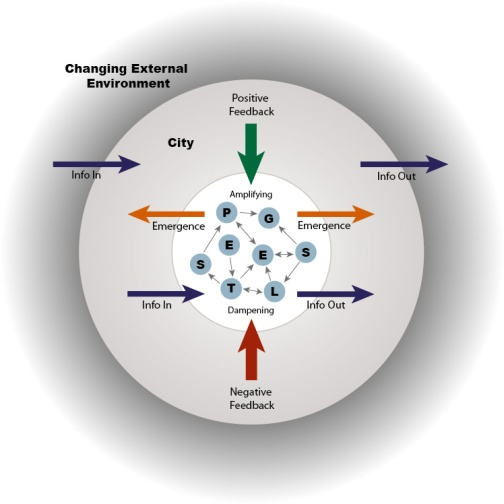 Changing External
Environment
Positive
Feedback
City
Info In
Info Out
Amplifying
P
G
Emergence
Emergence
E
E
S
S
T
L
Info In
Info Out
Dampening
Negative
Feedback